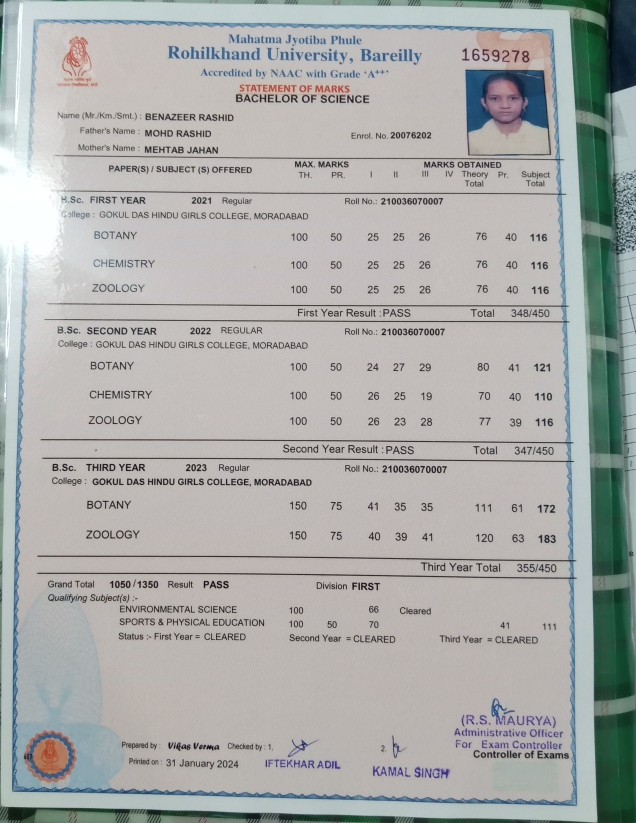 Mahatma Jyotiba Phule
Rohilkhand University, Bareilly
1659278
Accredited by NAAC with Grade 'A++'
STATEMENT OF MARKS
BACHELOR OF SCIENCE
Name (Mr./Km./Smt.) : BENAZEER RASHID
Father's Name : MOHD RASHID Enrol. No. 20076202
Mother's Name : MEHTAB JAHAN
PAPER(S) / SUBJECT (S) OFFERED MAX. MARKS MARKS OBTAINED
TH. PR. I II III IV Theory Total Pr. Subject Total
B.Sc. FIRST YEAR 2021 Regular Roll No.: 210036070007
College : GOKUL DAS HINDU GIRLS COLLEGE, MORADABAD
BOTANY 100 50 25 25 26 76 40 116
CHEMISTRY 100 50 25 25 26 76 40 116
ZOOLOGY 100 50 25 25 26 76 40 116
First Year Result : PASS Total 348/450
B.Sc. SECOND YEAR 2022 REGULAR Roll No.: 210036070007
College : GOKUL DAS HINDU GIRLS COLLEGE, MORADABAD
BOTANY 100 50 24 27 29 80 41 121
CHEMISTRY 100 50 26 25 19 70 40 110
ZOOLOGY 100 50 26 23 28 77 39 116
Second Year Result : PASS Total 347/450
B.Sc. THIRD YEAR 2023 Regular Roll No.: 210036070007
College : GOKUL DAS HINDU GIRLS COLLEGE, MORADABAD
BOTANY 150 75 41 35 35 111 61 172
ZOOLOGY 150 75 40 39 41 120 63 183
Third Year Total 355/450
Grand Total 1050/1350 Result PASS Division FIRST
Qualifying Subject(s) :-
ENVIRONMENTAL SCIENCE 100 66 Cleared
SPORTS & PHYSICAL EDUCATION 100 50 70 41 111
Status :- First Year = CLEARED Second Year = CLEARED Third Year = CLEARED
(R.S. MAURYA)
Administrative Officer
For Exam Controller
Controller of Exams
Prepared by : Vikas Verma Checked by : 1. 2.
Printed on : 31 January 2024 IFTEKHAR ADIL KAMAL SINGH